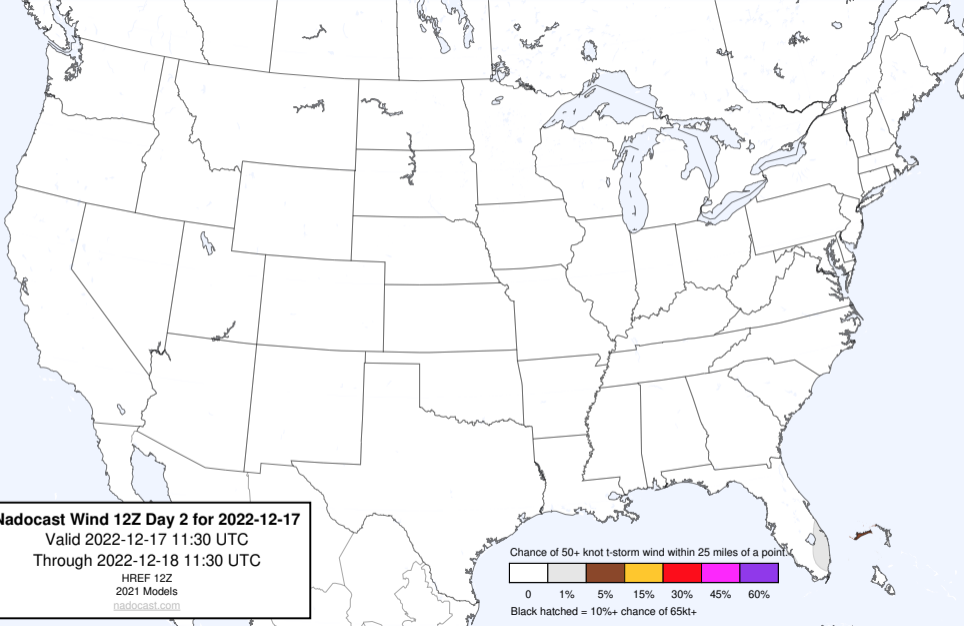 Nadocast Wind 12Z Day 2 for 2022-12-17
Valid 2022-12-17 11:30 UTC
Through 2022-12-18 11:30 UTC
HREF 12Z
2021 Models
nadocast.com
Chance of 50+ knot t-storm wind within 25 miles of a point.
0 1% 5% 15% 30% 45% 60%
Black hatched = 10%+ chance of 65kt+